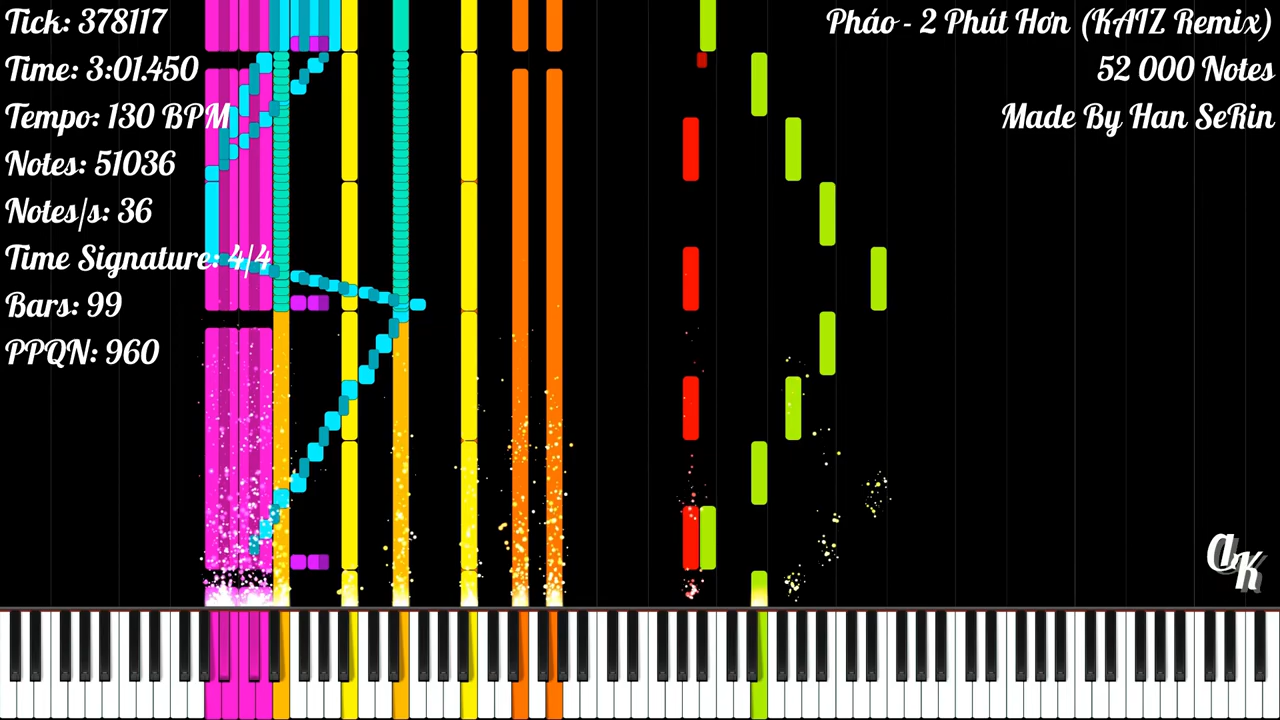 Tick: 378117
Time: 3:01.450
Tempo: 130 BPM
Notes: 51036
Notes/s: 36
Time Signature: 4/4
Bars: 99
PPQN: 960
Pháo - 2 Phút Hơn (KAIZ Remix)
52 000 Notes
Made By Han SeRin
aK